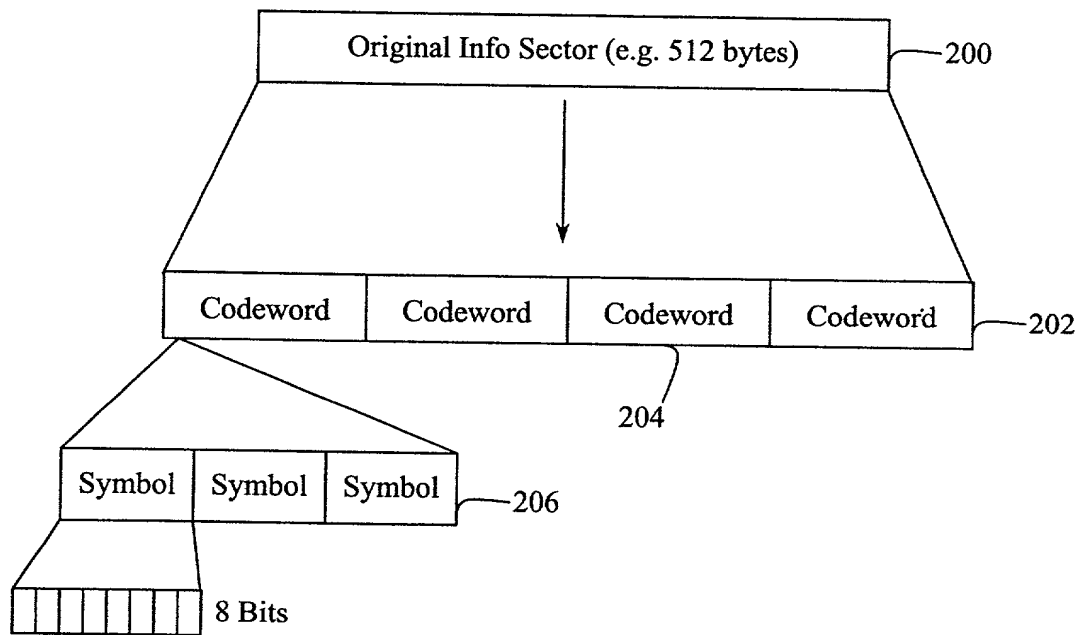 Original Info Sector (e.g. 512 bytes)
200
Codeword Codeword Codeword Codeword
202
204
Symbol Symbol Symbol
206
8 Bits